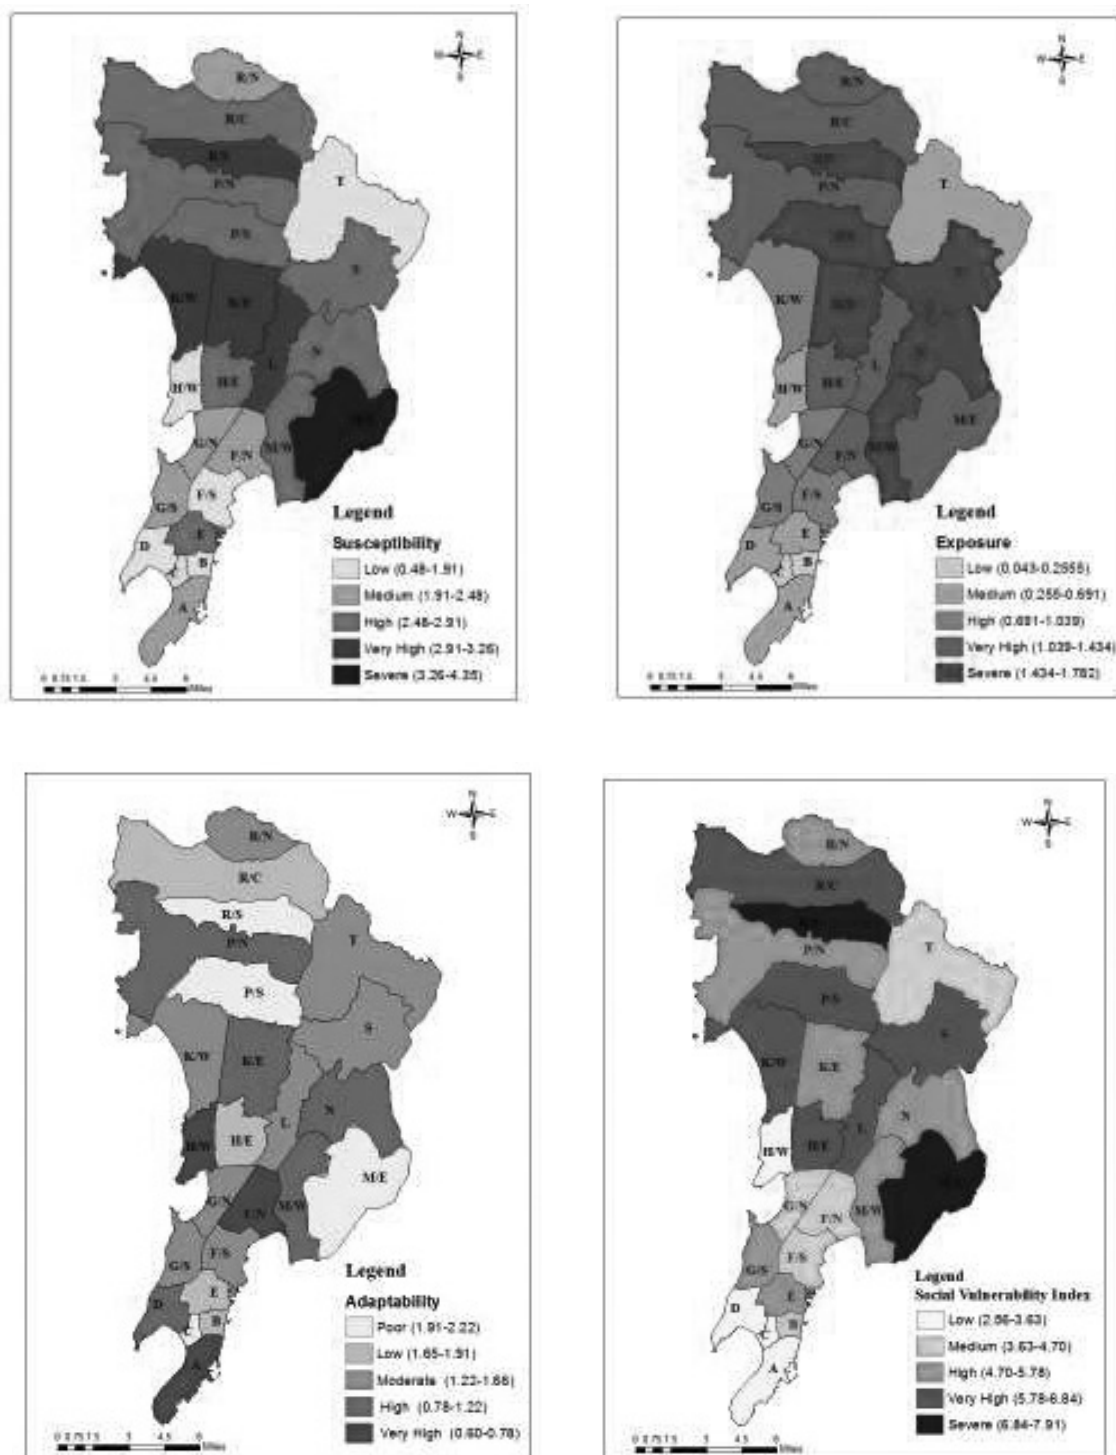 N
W E
S
R/N
R/C
P/N
T
P/S
S
K/W
K/E
N
L
H/W
H/E
G/N
F/N
M/W
G/S
F/S
E
D
B
C
A
Legend
Susceptibility
Low (0.48-1.91)
Medium (1.91-2.48)
High (2.48-2.91)
Very High (2.91-3.26)
Severe (3.26-4.35)
Miles
N
W E
S
R/N
R/C
P/N
T
K/W
L
H/W
H/E
M/E
G/N
F/N
M/W
G/S
F/S
E
D
B
C
A
Legend
Exposure
Low (0.043-0.2555)
Medium (0.255-0.691)
High (0.691-1.039)
Very High (1.039-1.434)
Severe (1.434-1.782)
Miles
N
W E
S
R/N
R/C
R/S
P/N
T
P/S
S
K/W
K/E
N
L
H/W
H/E
M/E
G/N
F/N
M/W
G/S
F/S
E
D
B
C
A
Legend
Adaptability
Poor (1.91-2.22)
Low (1.65-1.91)
Moderate (1.22-1.66)
High (0.78-1.22)
Very High (0.60-0.78)
Miles
N
W E
S
R/N
R/C
P/N
T
P/S
S
K/W
K/E
N
L
H/W
H/E
G/N
F/N
M/W
G/S
F/S
E
D
B
C
A
Legend
Social Vulnerability Index
Low (2.56-3.63)
Medium (3.63-4.70)
High (4.70-5.78)
Very High (5.78-6.84)
Severe (6.84-7.91)
Miles